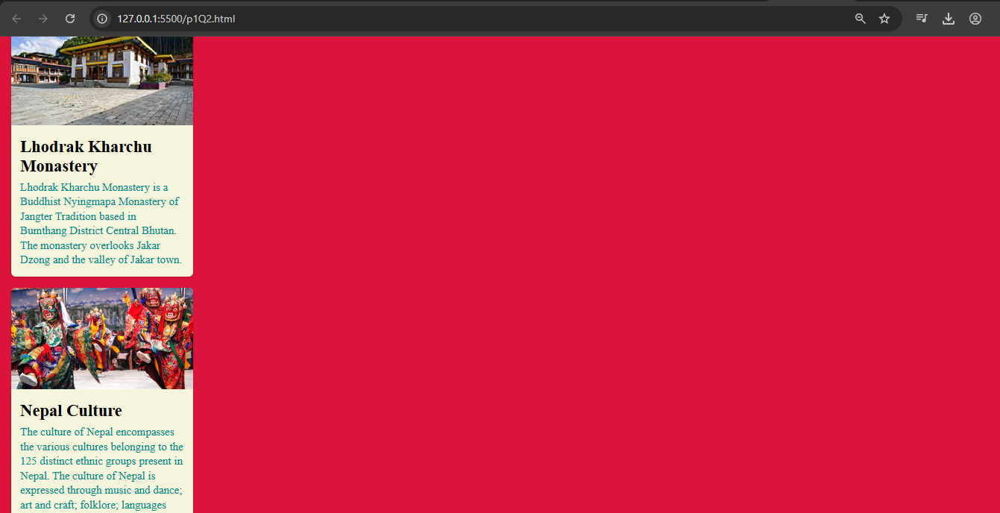 127.0.0.1:5500/p1Q2.html
Lhodrak Kharchu
Monastery
Lhodrak Kharchu Monastery is a
Buddhist Nyingmapa Monastery of
Jangter Tradition based in
Bumthang District Central Bhutan.
The monastery overlooks Jakar
Dzong and the valley of Jakar town.
Nepal Culture
The culture of Nepal encompasses
the various cultures belonging to the
125 distinct ethnic groups present in
Nepal. The culture of Nepal is
expressed through music and dance;
art and craft; folklore; languages